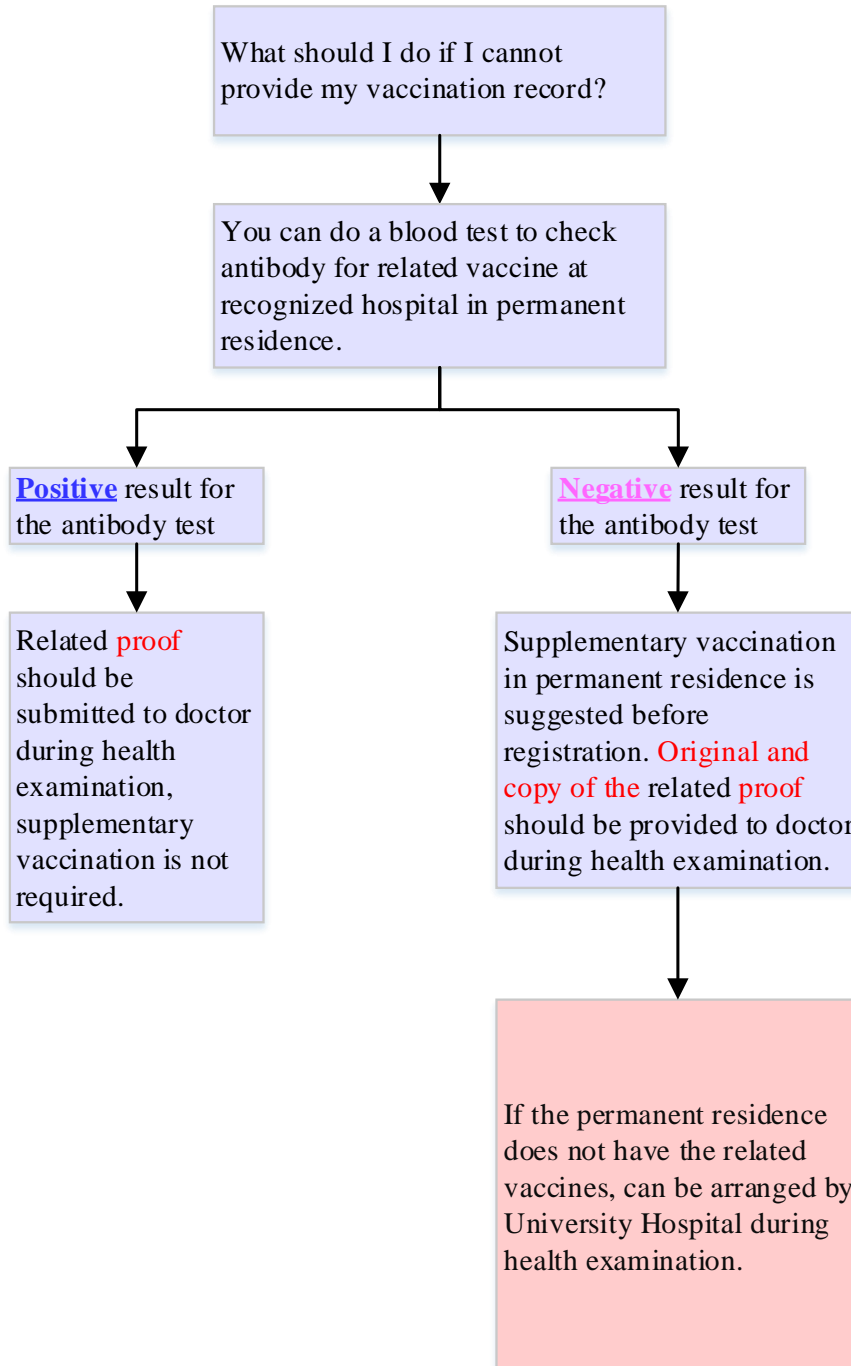 What should I do if I cannot
provide my vaccination record?
You can do a blood test to check
antibody for related vaccine at
recognized hospital in permanent
residence.
Positive result for
the antibody test
Negative result for
the antibody test
Related proof
should be
submitted to doctor
during health
examination,
supplementary
vaccination is not
required.
Supplementary vaccination
in permanent residence is
suggested before
registration. Original and
copy of the related proof
should be provided to doctor
during health examination.
If the permanent residence
does not have the related
vaccines, can be arranged by
University Hospital during
health examination.